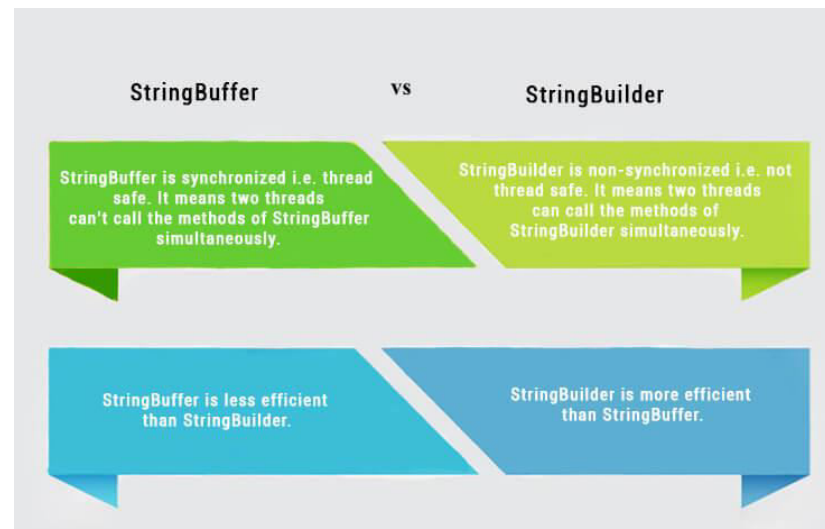 StringBuffer vs StringBuilder
StringBuffer is synchronized i.e. thread
safe. It means two threads
can't call the methods of StringBuffer
simultaneously.
StringBuilder is non-synchronized i.e. not
thread safe. It means two threads
can call the methods of
StringBuilder simultaneously.
StringBuffer is less efficient
than StringBuilder.
StringBuilder is more efficient
than StringBuffer.